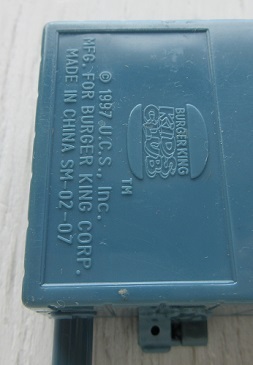 BURGER KING
KIDS
CLUB
TM
© 1997 U.C.S., Inc.
MFG. FOR BURGER KING CORP.
MADE IN CHINA SM-02-07